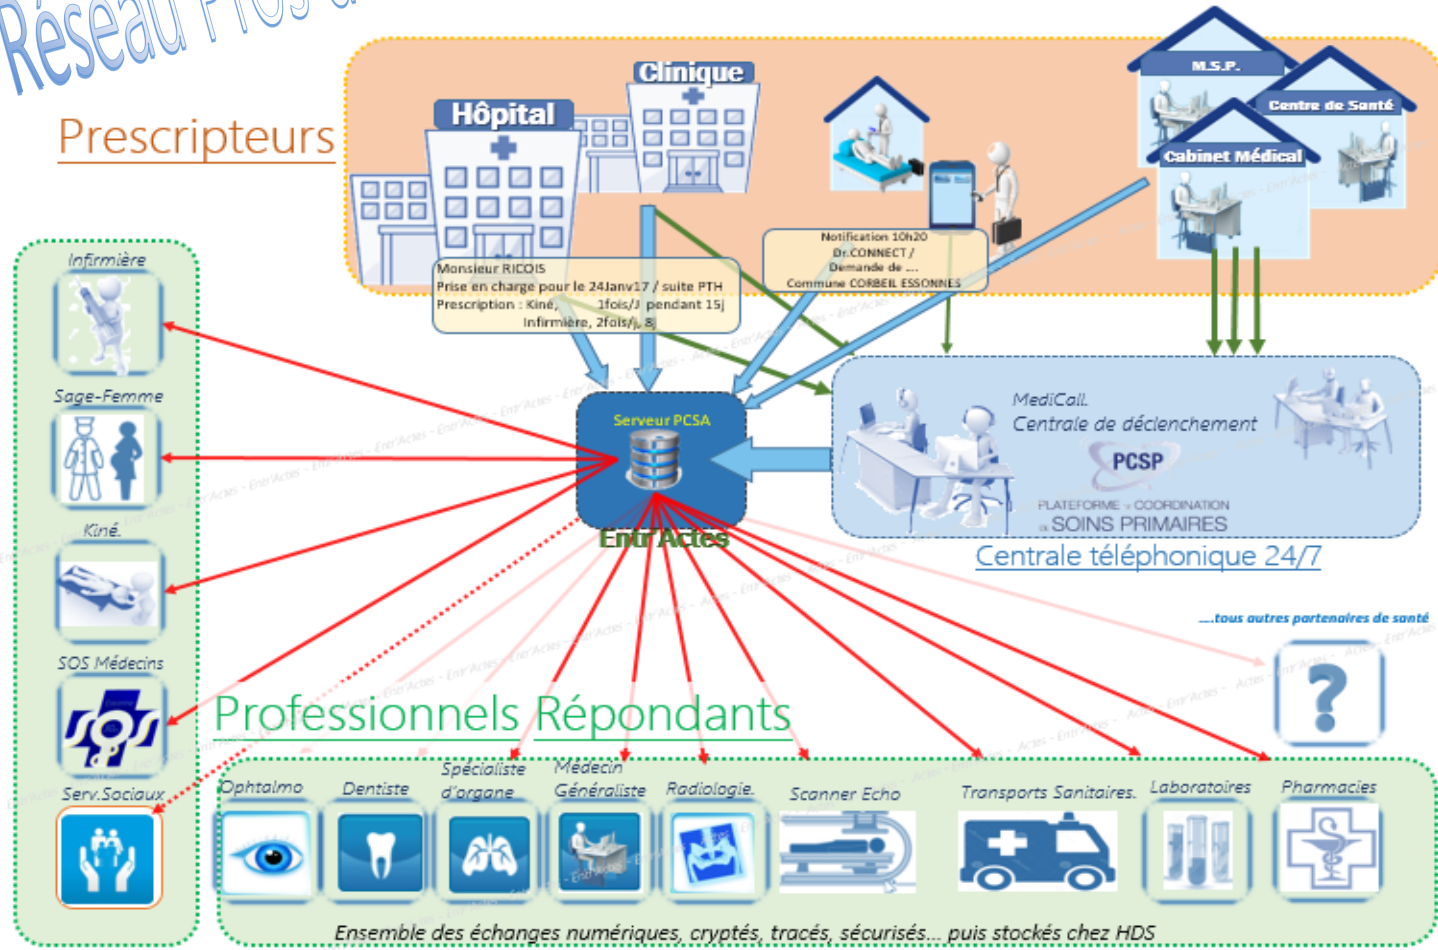 Réseau Pros d
Prescripteurs
Hôpital
Clinique
M.S.P.
Centre de Santé
Cabinet Médical
Notification 10h20
Dr.CONNECT /
Demande de ....
Commune CORBEIL ESSONNES
Monsieur RICOIS
Prise en charge pour le 24Janv17 / suite PTH
Prescription : Kiné, 1fois/J pendant 15j
Infirmière, 2fois/j, 8j
Infirmière
Sage-Femme
Kiné.
SOS Médecins
SOS
Serv.Sociaux
Serveur PCSA
Entr'Actes
MediCall.
Centrale de déclenchement
PCSP
PLATEFORME DE COORDINATION
DE SOINS PRIMAIRES
Centrale téléphonique 24/7
....tous autres partenaires de santé
?
Professionnels Répondants
Ophtalmo
Dentiste
Spécialiste
d'organe
Médecin
Généraliste
Radiologie.
Scanner Echo
Transports Sanitaires.
Laboratoires
Pharmacies
Ensemble des échanges numériques, cryptés, tracés, sécurisés... puis stockés chez HDS